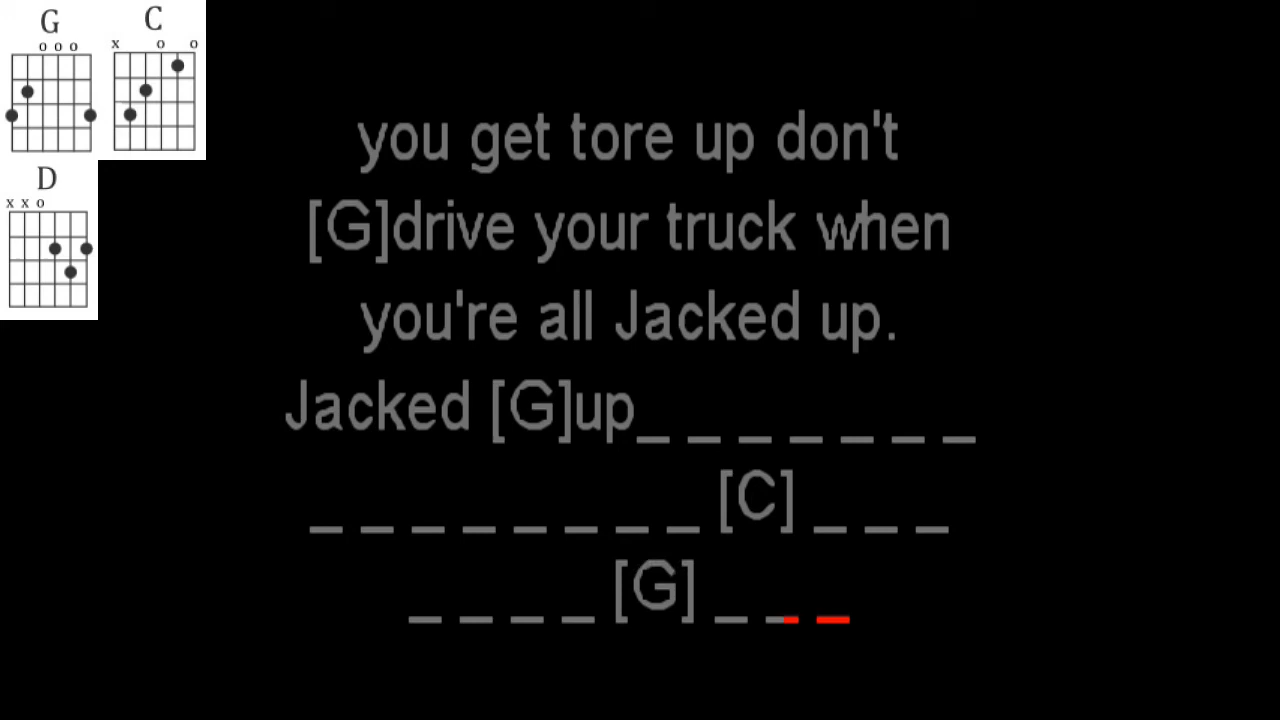 G C
o o o x o o
D
x x o
you get tore up don't
[G]drive your truck when
you're all Jacked up.
Jacked [G]up_ _ _ _ _ _ _
_ _ _ _ _ _ _ _ [C] _ _ _
_ _ _ _ [G] _ _ _